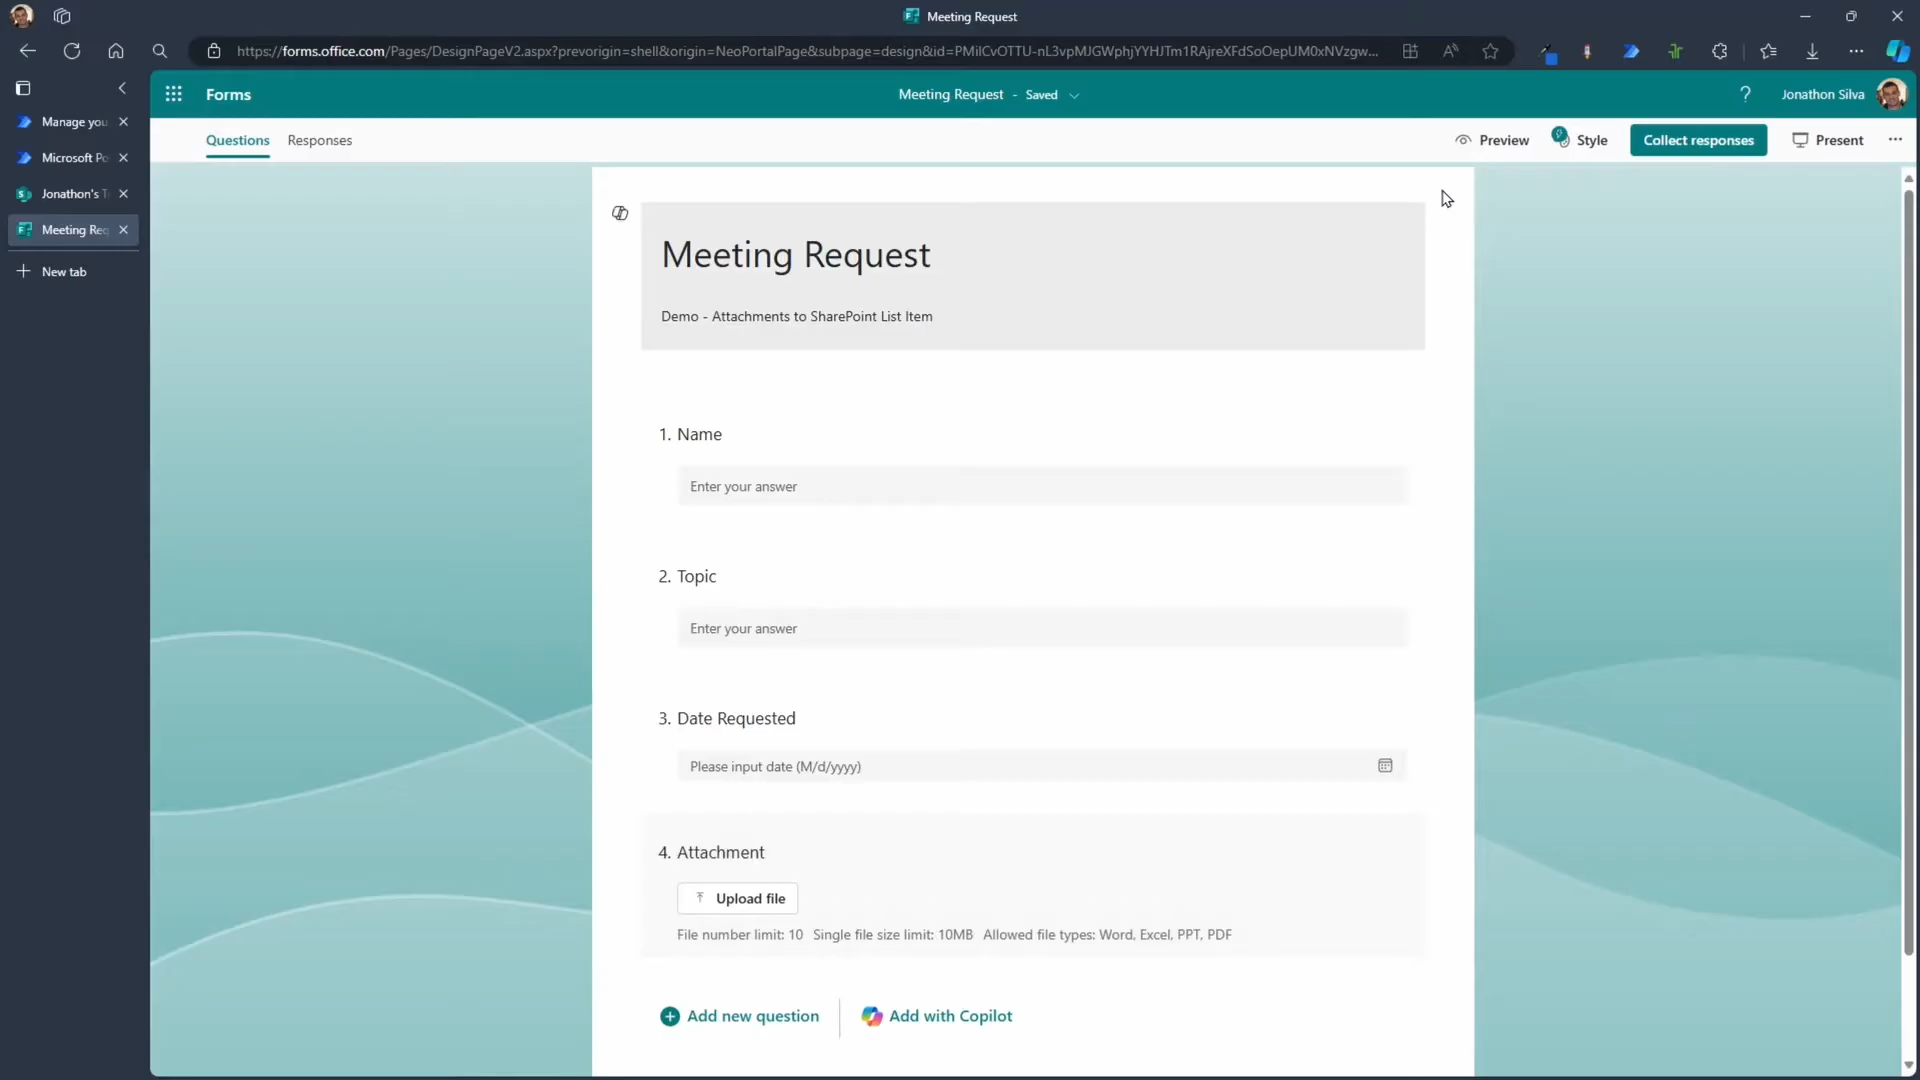 Meeting Request
https://forms.office.com/Pages/DesignPageV2.aspx?prevorigin=shell&origin=NeoPortalPage&subpage=design&id=PMilCvOTTU-nL3vpMJGWphjYYHJTm1RAjreXFdSoOepUM0xNVzgw...
Manage you
Microsoft Po
Jonathon's T
Meeting Req
New tab
Forms
Meeting Request - Saved
? Jonathon Silva
Questions Responses
Preview Style Collect responses Present ...
Meeting Request
Demo - Attachments to SharePoint List Item
1. Name
Enter your answer
2. Topic
Enter your answer
3. Date Requested
Please input date (M/d/yyyy)
4. Attachment
Upload file
File number limit: 10 Single file size limit: 10MB Allowed file types: Word, Excel, PPT, PDF
Add new question
Add with Copilot